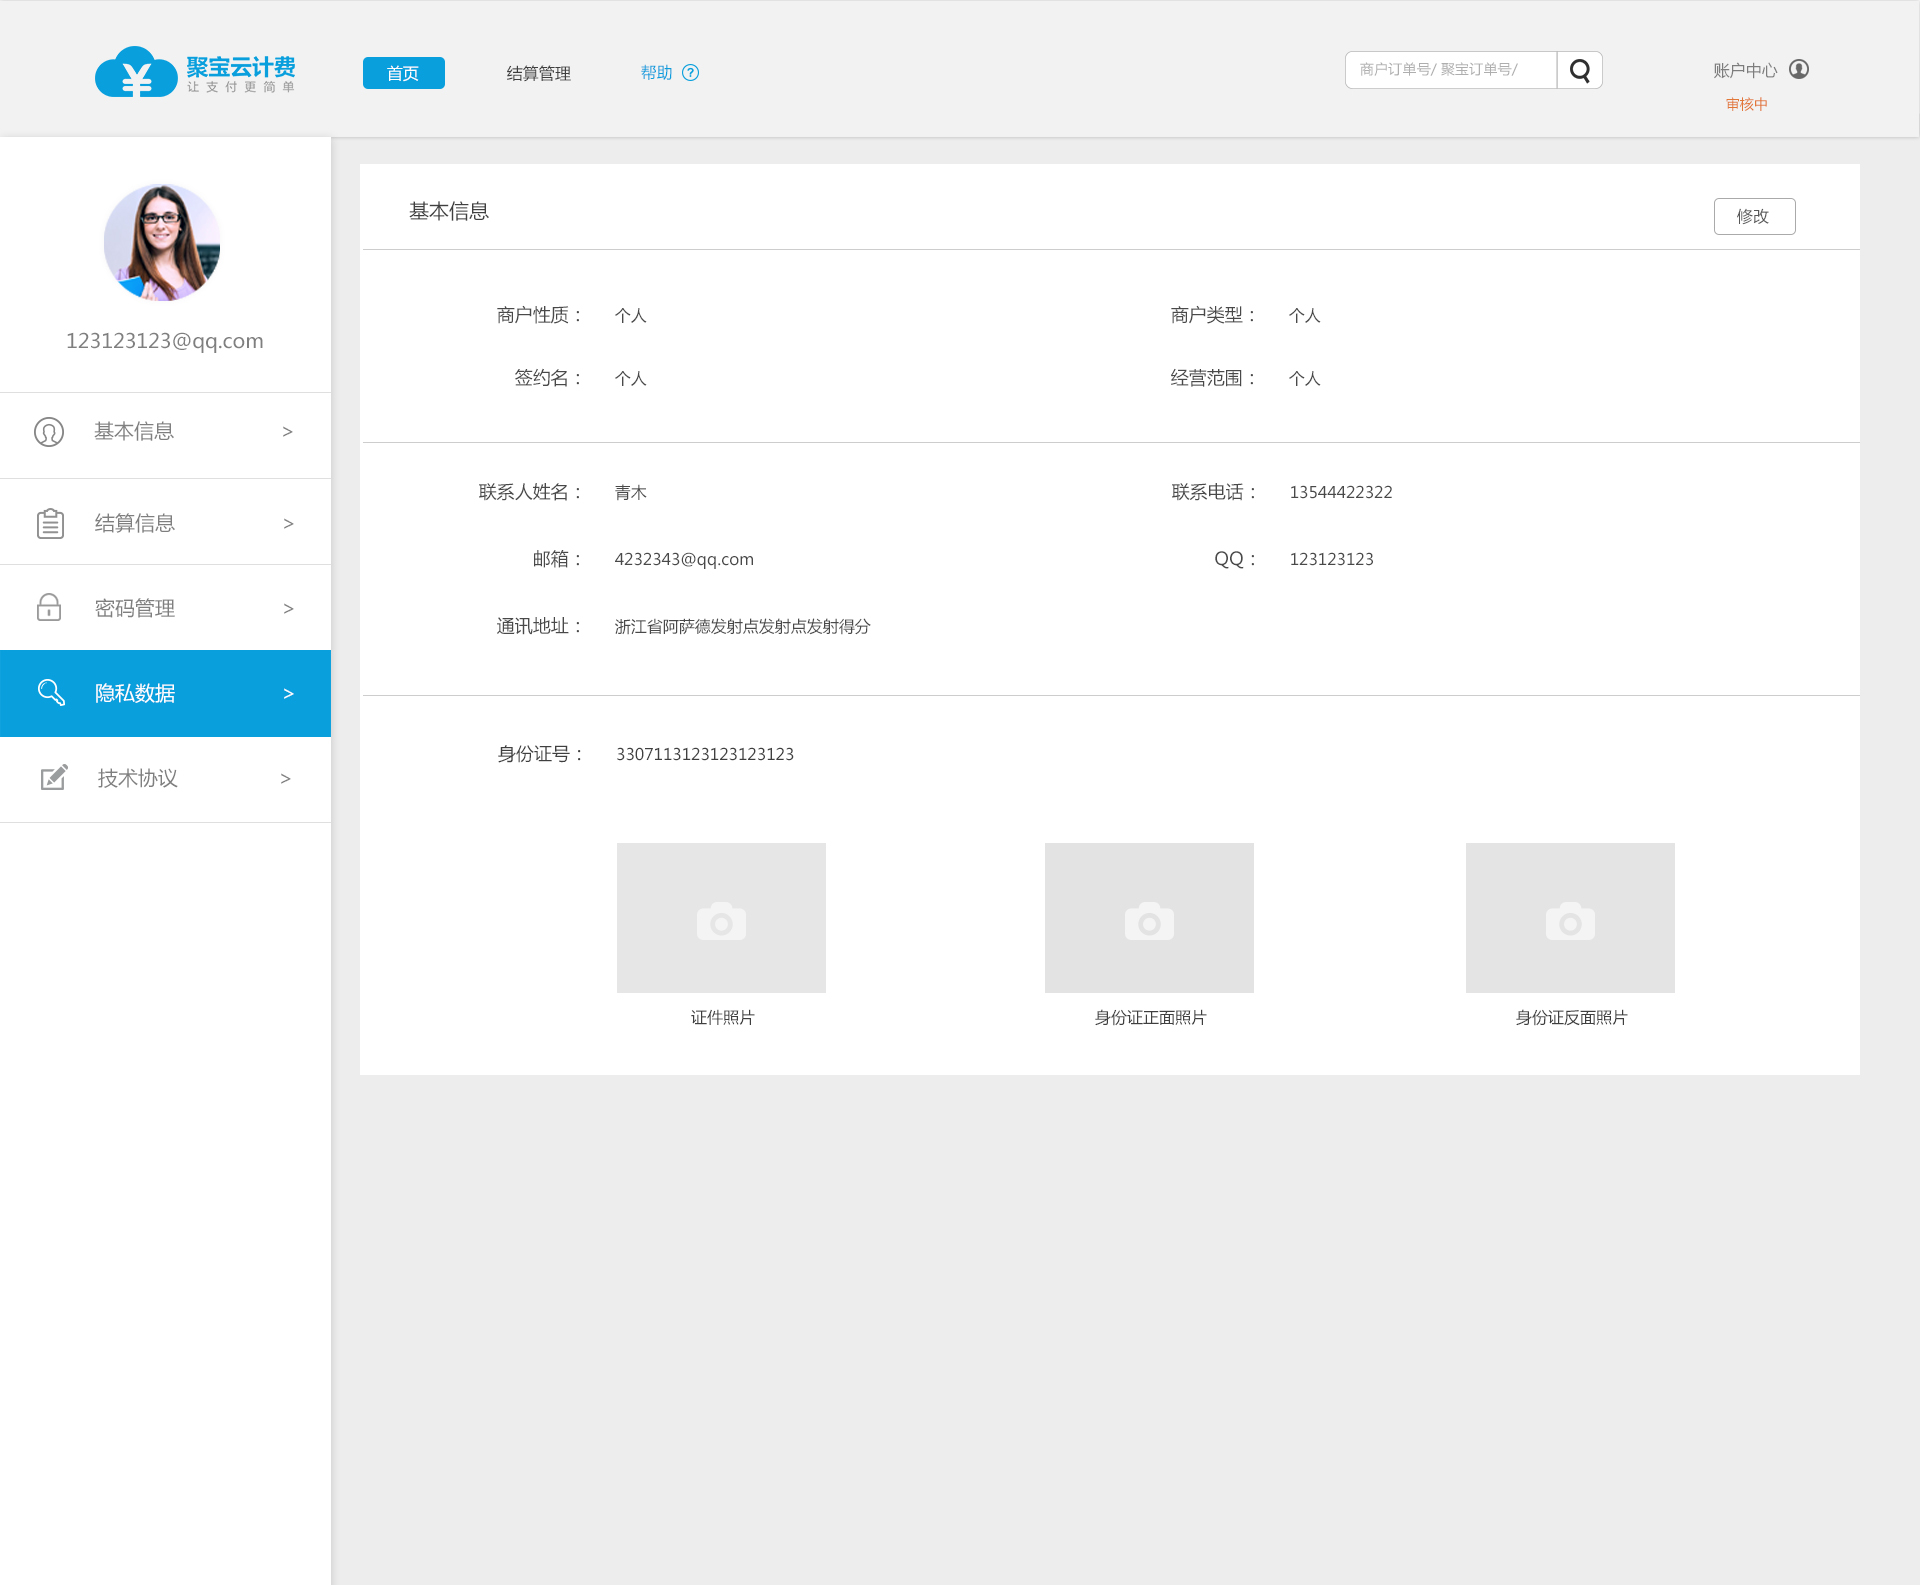 聚宝云计费
让支付更简单
首页
结算管理
帮助 ?
商户订单号/ 聚宝订单号/
账户中心
审核中
123123123@qq.com
基本信息 >
结算信息 >
密码管理 >
隐私数据 >
技术协议 >
基本信息
修改
商户性质： 个人
商户类型： 个人
签约名： 个人
经营范围： 个人
联系人姓名： 青木
联系电话： 13544422322
邮箱： 4232343@qq.com
QQ： 123123123
通讯地址： 浙江省阿萨德发射点发射点发射得分
身份证号： 3307113123123123123
证件照片
身份证正面照片
身份证反面照片